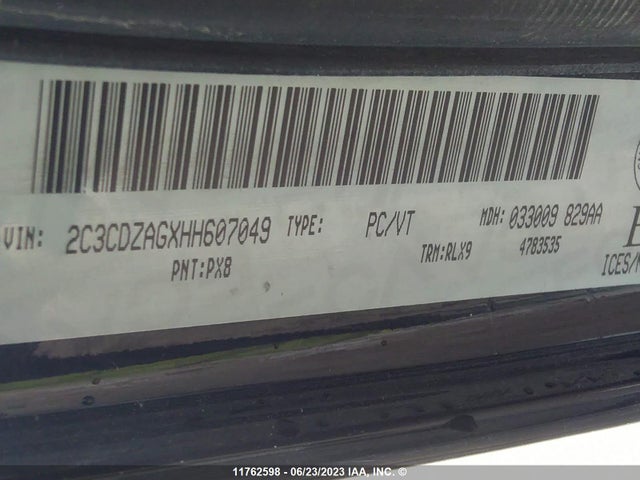 VIN: 2C3CDZAGXHH607049 TYPE: PC/VT MDH: 033009 829AA
PNT:PX8 TRM:RLX9 4783535
11762598 - 06/23/2023 IAA, INC. ©